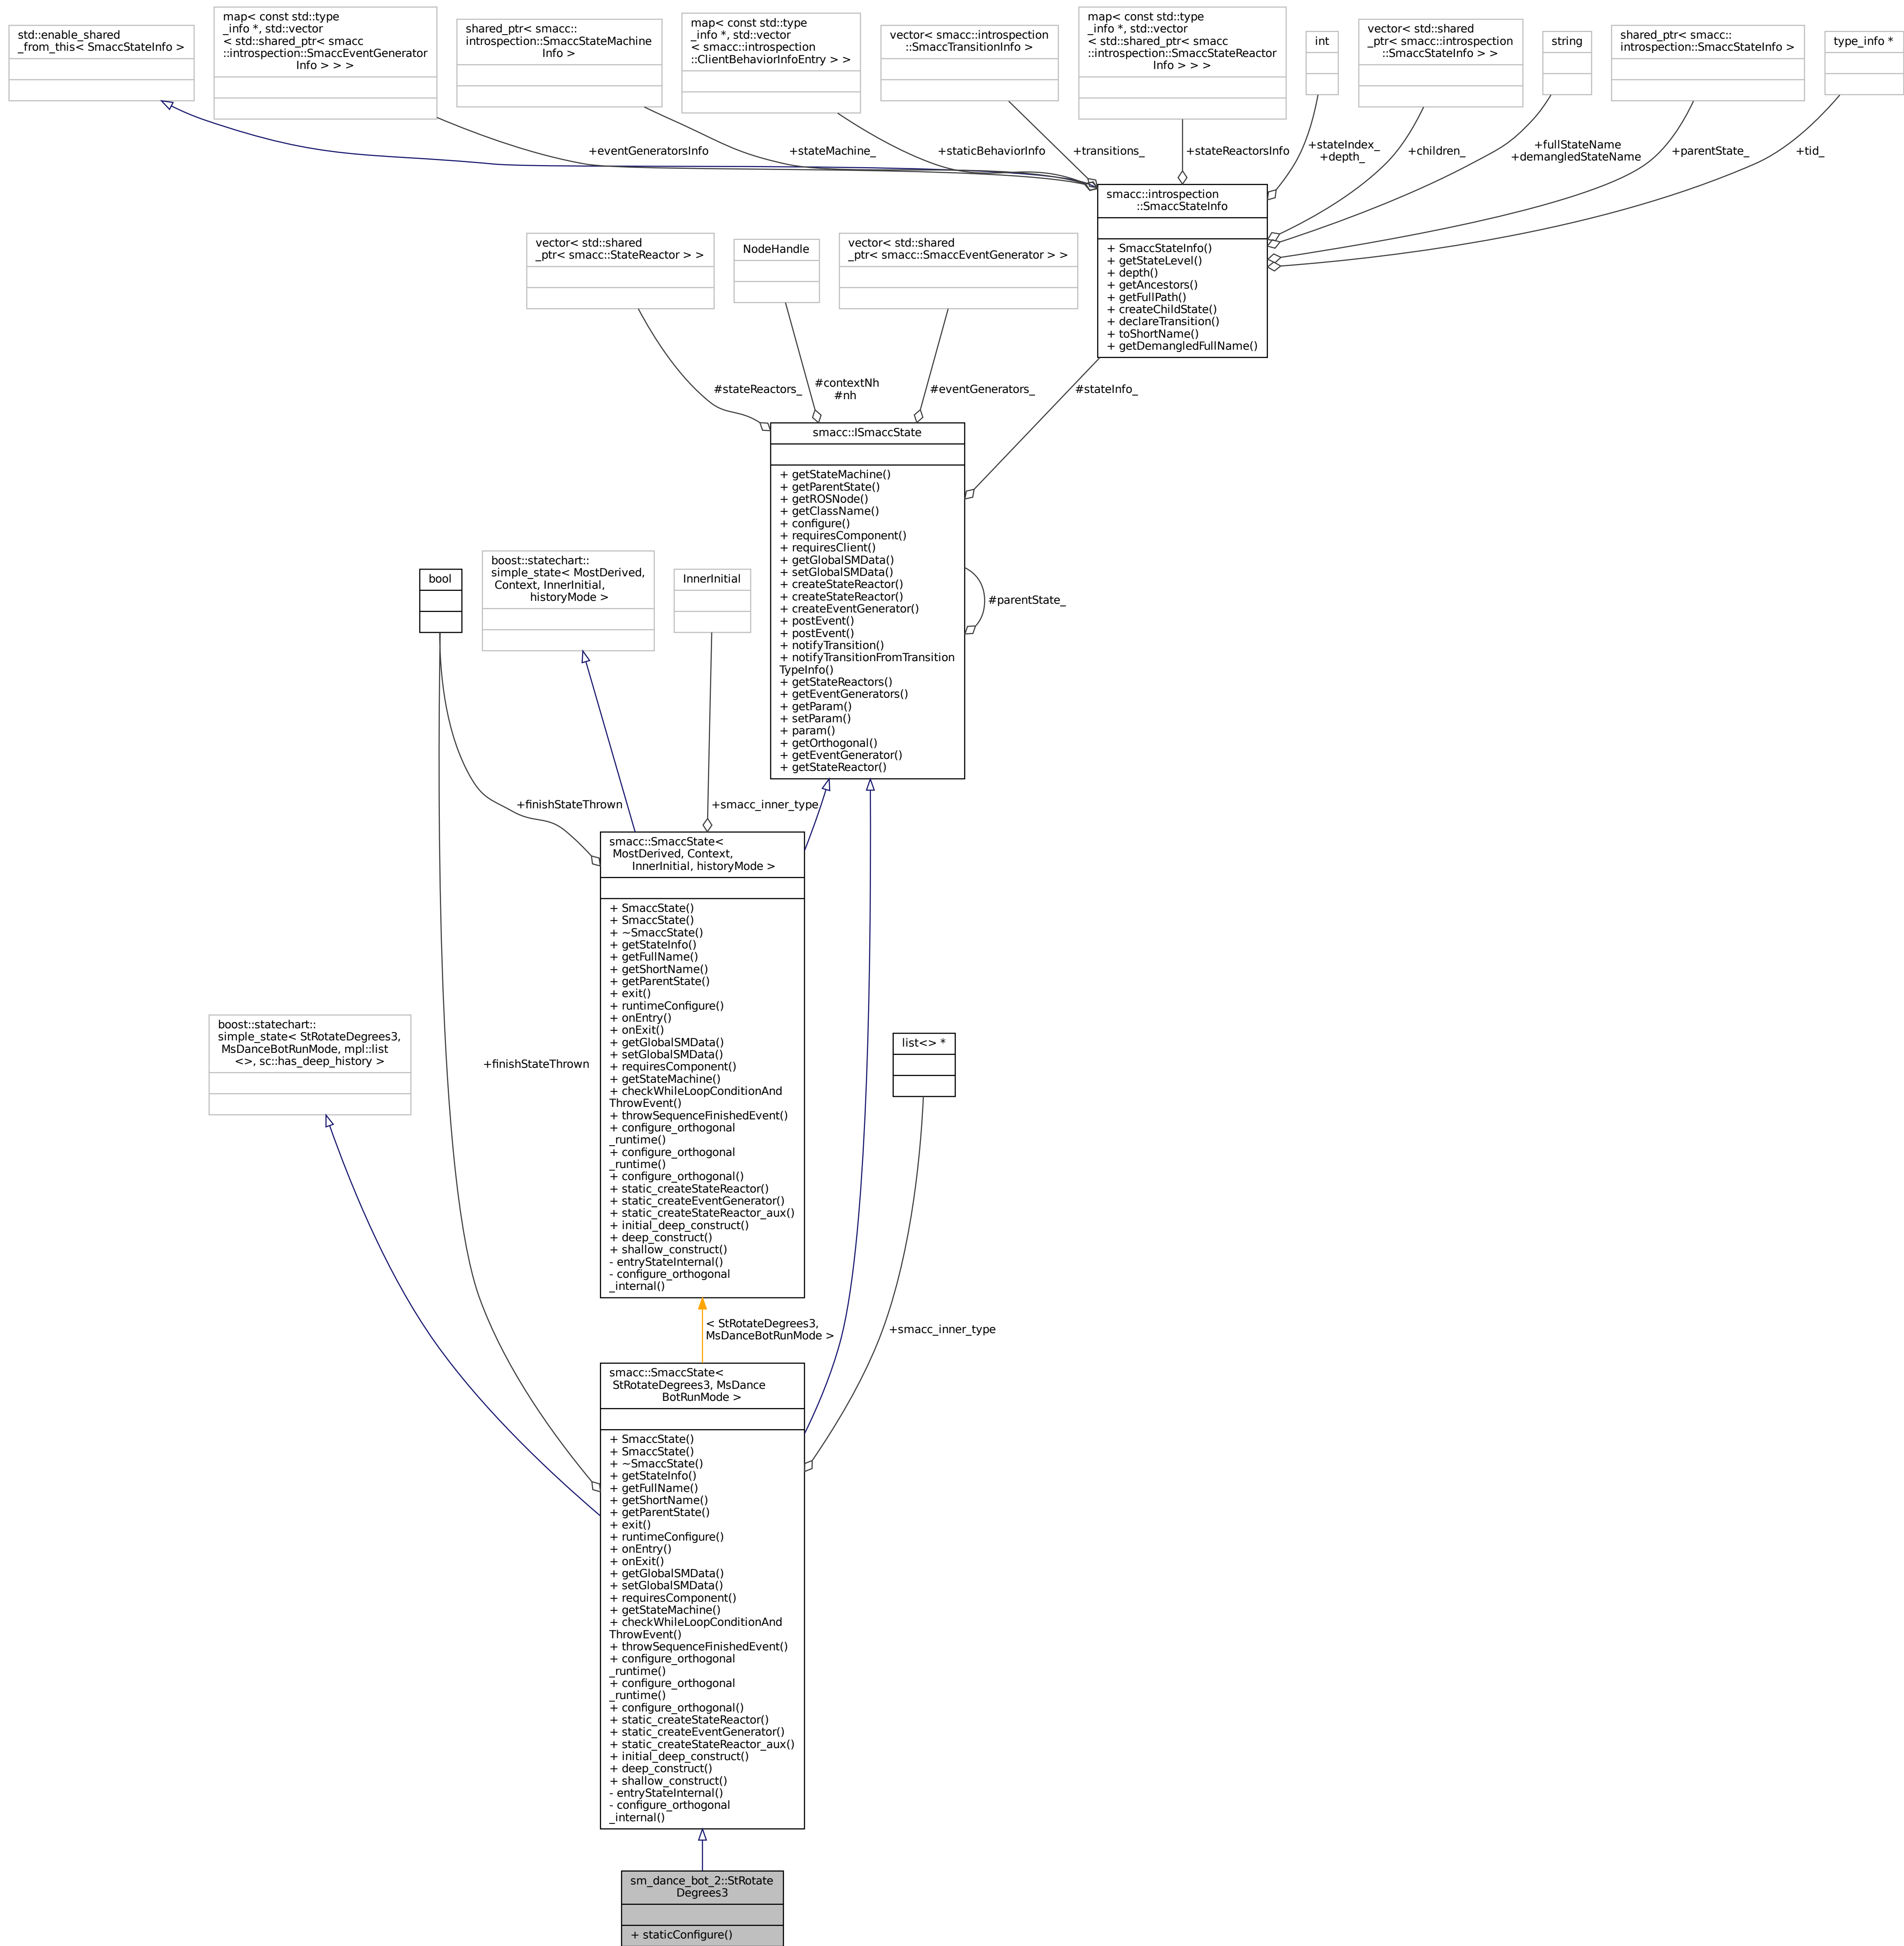 std::enable_shared
_from_this< SmaccStateInfo >
map< const std::type
_info *, std::vector
< std::shared_ptr< smacc
::introspection::SmaccEventGenerator
Info > > >
shared_ptr< smacc::
introspection::SmaccStateMachine
Info >
map< const std::type
_info *, std::vector
< smacc::introspection
::ClientBehaviorInfoEntry > >
vector< smacc::introspection
::SmaccTransitionInfo >
map< const std::type
_info *, std::vector
< std::shared_ptr< smacc
::introspection::SmaccStateReactor
Info > > >
int
vector< std::shared
_ptr< smacc::introspection
::SmaccStateInfo > >
string
shared_ptr< smacc::
introspection::SmaccStateInfo >
type_info *
+eventGeneratorsInfo
+stateMachine_
+staticBehaviorInfo
+transitions_
+stateReactorsInfo
+stateIndex_
+depth_
+children_
+fullStateName
+demangledStateName
+parentState_
+tid_
smacc::introspection
::SmaccStateInfo
+ SmaccStateInfo()
+ getStateLevel()
+ depth()
+ getAncestors()
+ getFullPath()
+ createChildState()
+ declareTransition()
+ toShortName()
+ getDemangledFullName()
vector< std::shared
_ptr< smacc::StateReactor > >
NodeHandle
vector< std::shared
_ptr< smacc::SmaccEventGenerator > >
#stateReactors_
#contextNh
#nh
#eventGenerators_
#stateInfo_
smacc::ISmaccState
+ getStateMachine()
+ getParentState()
+ getROSNode()
+ getClassName()
+ configure()
+ requiresComponent()
+ requiresClient()
+ getGlobalSMData()
+ setGlobalSMData()
+ createStateReactor()
+ createStateReactor()
+ createEventGenerator()
+ postEvent()
+ postEvent()
+ notifyTransition()
+ notifyTransitionFromTransition
TypeInfo()
+ getStateReactors()
+ getEventGenerators()
+ getParam()
+ setParam()
+ param()
+ getOrthogonal()
+ getEventGenerator()
+ getStateReactor()
#parentState_
bool
boost::statechart::
simple_state< MostDerived,
Context, InnerInitial,
historyMode >
InnerInitial
+finishStateThrown
+smacc_inner_type
smacc::SmaccState<
MostDerived, Context,
InnerInitial, historyMode >
+ SmaccState()
+ SmaccState()
+ ~SmaccState()
+ getStateInfo()
+ getFullName()
+ getShortName()
+ getParentState()
+ exit()
+ runtimeConfigure()
+ onEntry()
+ onExit()
+ getGlobalSMData()
+ setGlobalSMData()
+ requiresComponent()
+ getStateMachine()
+ checkWhileLoopConditionAnd
ThrowEvent()
+ throwSequenceFinishedEvent()
+ configure_orthogonal
_runtime()
+ configure_orthogonal
_runtime()
+ configure_orthogonal()
+ static_createStateReactor()
+ static_createEventGenerator()
+ static_createStateReactor_aux()
+ initial_deep_construct()
+ deep_construct()
+ shallow_construct()
- entryStateInternal()
- configure_orthogonal
_internal()
boost::statechart::
simple_state< StRotateDegrees3,
MsDanceBotRunMode, mpl::list
<>, sc::has_deep_history >
+finishStateThrown
list<> *
< StRotateDegrees3,
MsDanceBotRunMode >
+smacc_inner_type
smacc::SmaccState<
StRotateDegrees3, MsDance
BotRunMode >
+ SmaccState()
+ SmaccState()
+ ~SmaccState()
+ getStateInfo()
+ getFullName()
+ getShortName()
+ getParentState()
+ exit()
+ runtimeConfigure()
+ onEntry()
+ onExit()
+ getGlobalSMData()
+ setGlobalSMData()
+ requiresComponent()
+ getStateMachine()
+ checkWhileLoopConditionAnd
ThrowEvent()
+ throwSequenceFinishedEvent()
+ configure_orthogonal
_runtime()
+ configure_orthogonal
_runtime()
+ configure_orthogonal()
+ static_createStateReactor()
+ static_createEventGenerator()
+ static_createStateReactor_aux()
+ initial_deep_construct()
+ deep_construct()
+ shallow_construct()
- entryStateInternal()
- configure_orthogonal
_internal()
sm_dance_bot_2::StRotate
Degrees3
+ staticConfigure()